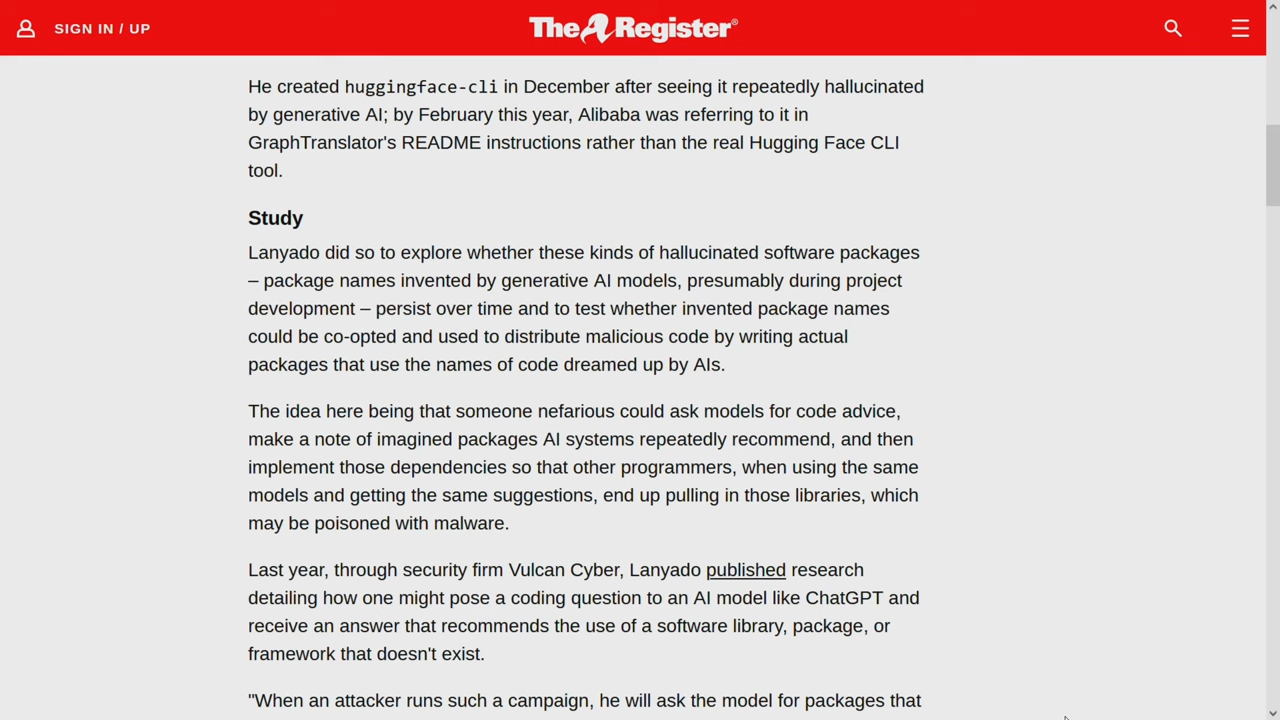 SIGN IN / UP
The Register®
He created huggingface-cli in December after seeing it repeatedly hallucinated
by generative AI; by February this year, Alibaba was referring to it in
GraphTranslator's README instructions rather than the real Hugging Face CLI
tool.
Study
Lanyado did so to explore whether these kinds of hallucinated software packages
– package names invented by generative AI models, presumably during project
development – persist over time and to test whether invented package names
could be co-opted and used to distribute malicious code by writing actual
packages that use the names of code dreamed up by AIs.
The idea here being that someone nefarious could ask models for code advice,
make a note of imagined packages AI systems repeatedly recommend, and then
implement those dependencies so that other programmers, when using the same
models and getting the same suggestions, end up pulling in those libraries, which
may be poisoned with malware.
Last year, through security firm Vulcan Cyber, Lanyado published research
detailing how one might pose a coding question to an AI model like ChatGPT and
receive an answer that recommends the use of a software library, package, or
framework that doesn't exist.
"When an attacker runs such a campaign, he will ask the model for packages that